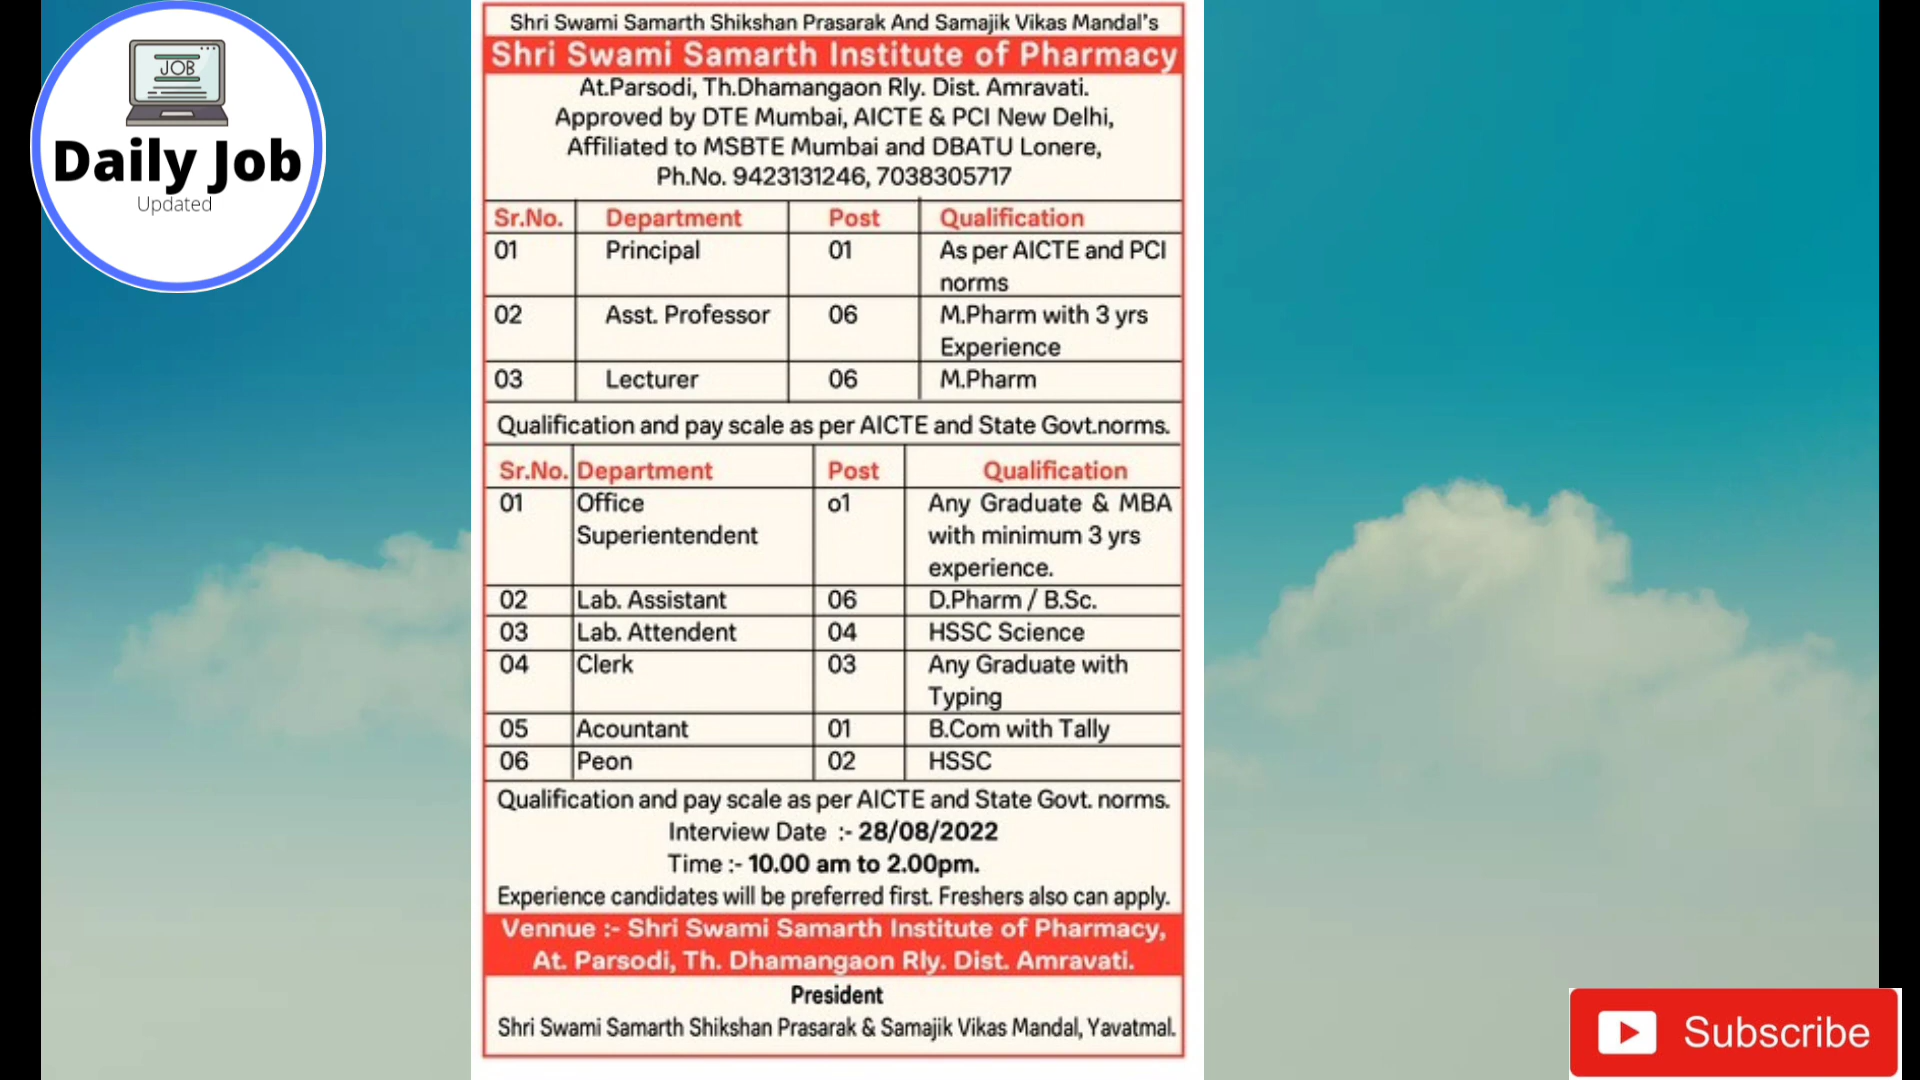 JOB
Daily Job
Updated
Shri Swami Samarth Shikshan Prasarak And Samajik Vikas Mandal's
Shri Swami Samarth Institute of Pharmacy
At.Parsodi, Th.Dhamangaon Rly. Dist. Amravati.
Approved by DTE Mumbai, AICTE & PCI New Delhi,
Affiliated to MSBTE Mumbai and DBATU Lonere,
Ph.No. 9423131246, 7038305717
Sr.No. Department Post Qualification
01 Principal 01 As per AICTE and PCI
norms
02 Asst. Professor 06 M.Pharm with 3 yrs
Experience
03 Lecturer 06 M.Pharm
Qualification and pay scale as per AICTE and State Govt.norms.
Sr.No. Department Post Qualification
01 Office o1 Any Graduate & MBA
Superientendent with minimum 3 yrs
experience.
02 Lab. Assistant 06 D.Pharm / B.Sc.
03 Lab. Attendent 04 HSSC Science
04 Clerk 03 Any Graduate with
Typing
05 Acountant 01 B.Com with Tally
06 Peon 02 HSSC
Qualification and pay scale as per AICTE and State Govt. norms.
Interview Date :- 28/08/2022
Time :- 10.00 am to 2.00pm.
Experience candidates will be preferred first. Freshers also can apply.
Vennue :- Shri Swami Samarth Institute of Pharmacy,
At. Parsodi, Th. Dhamangaon Rly. Dist. Amravati.
President
Shri Swami Samarth Shikshan Prasarak & Samajik Vikas Mandal, Yavatmal.
Subscribe